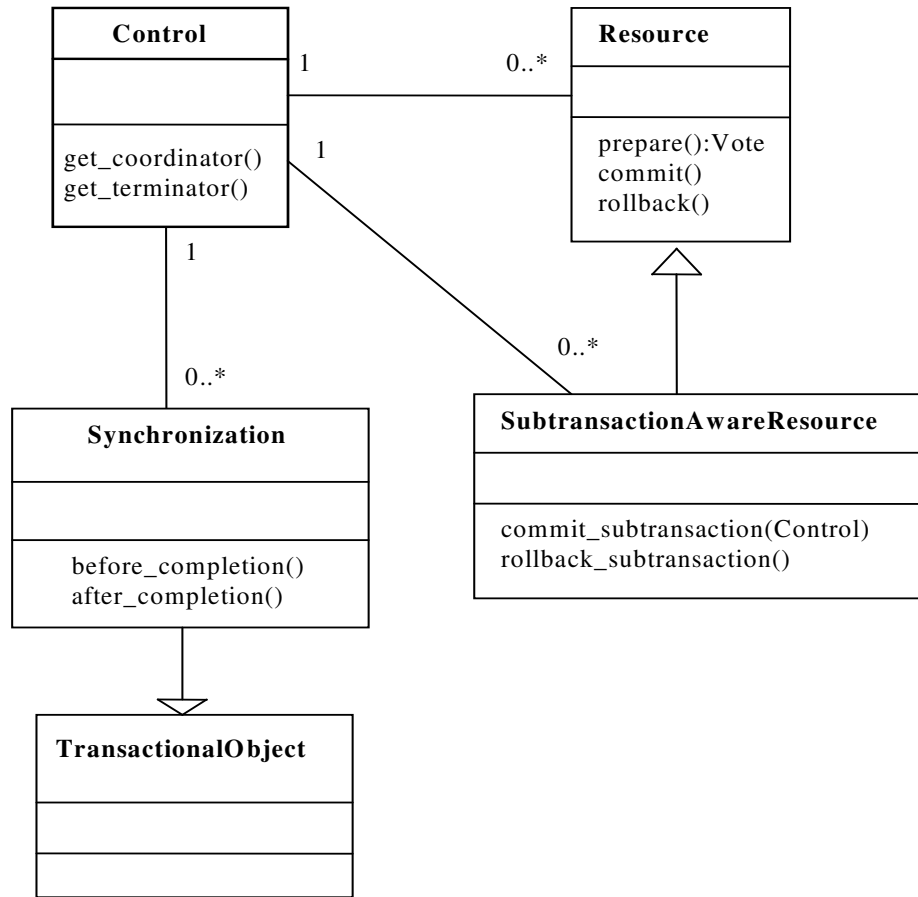 Control
get_coordinator()
get_terminator()
1
0..*
Resource
prepare():Vote
commit()
rollback()
1
0..*
1
0..*
Synchronization
before_completion()
after_completion()
SubtransactionAwareResource
commit_subtransaction(Control)
rollback_subtransaction()
TransactionalObject